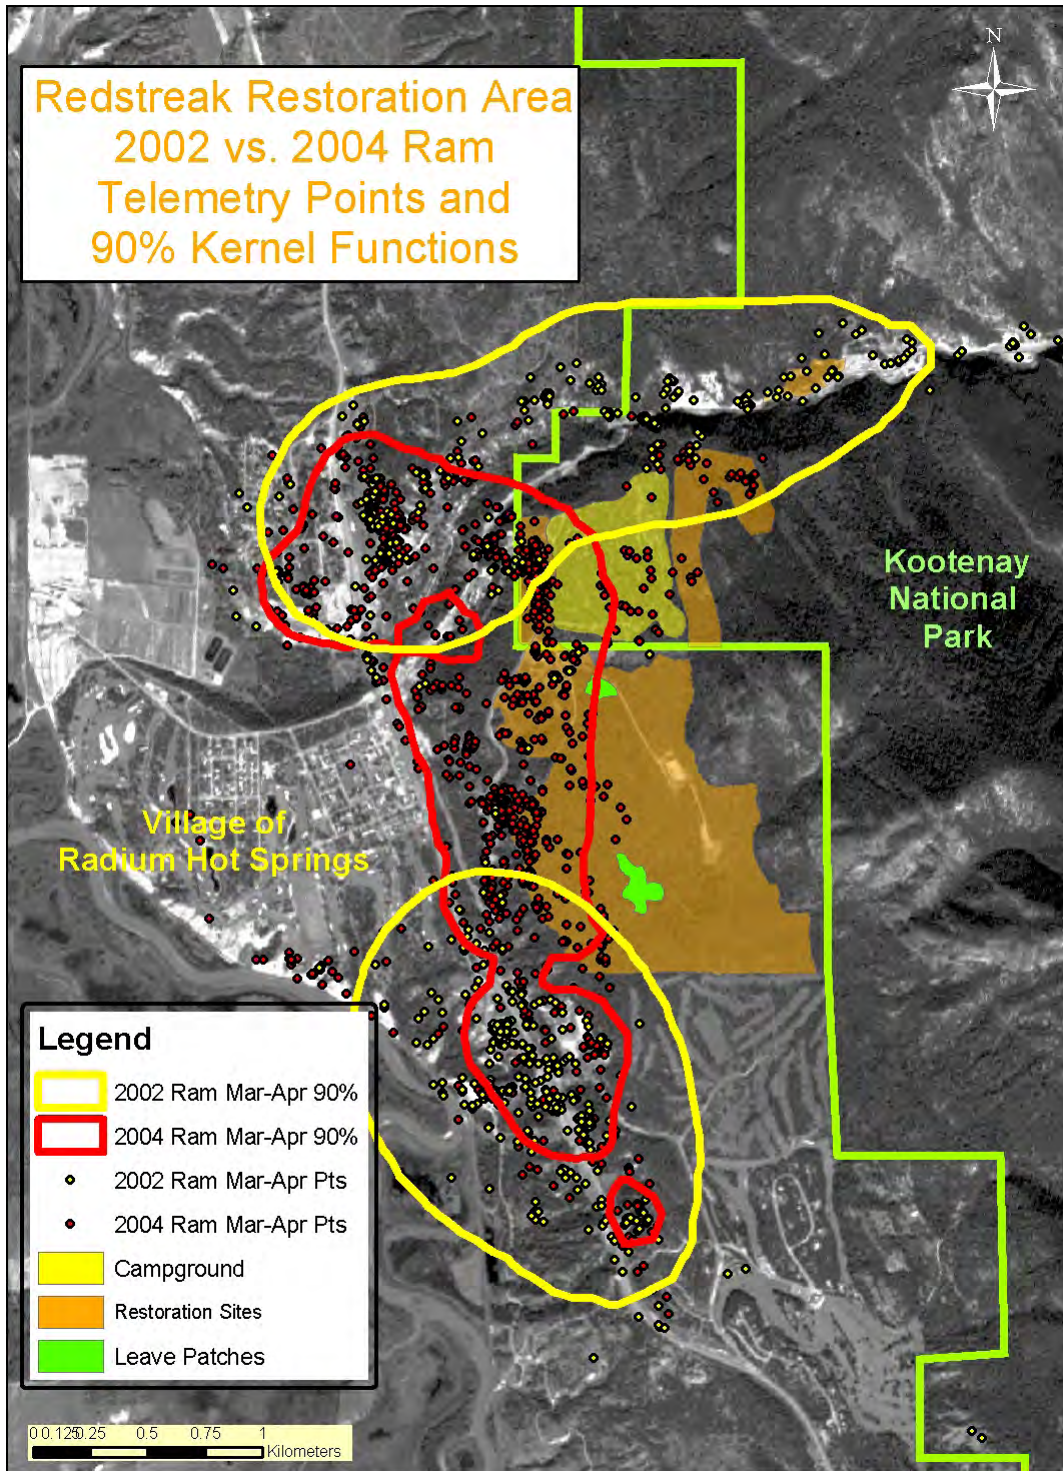 N
Redstreak Restoration Area
2002 vs. 2004 Ram
Telemetry Points and
90% Kernel Functions
Kootenay
National
Park
Village of
Radium Hot Springs
Legend
2002 Ram Mar-Apr 90%
2004 Ram Mar-Apr 90%
2002 Ram Mar-Apr Pts
2004 Ram Mar-Apr Pts
Campground
Restoration Sites
Leave Patches
0 0.125 0.25 0.5 0.75 1
Kilometers